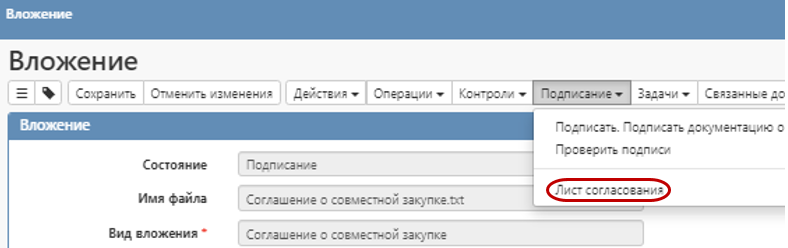 Вложение
Вложение
Сохранить Отменить изменения Действия Операции Контроли Подписание Задачи Связанные до
Вложение
Подписать. Подписать документацию о
Состояние Подписание
Проверить подписи
Имя файла Соглашение о совместной закупке.txt
Лист согласования
Вид вложения * Соглашение о совместной закупке